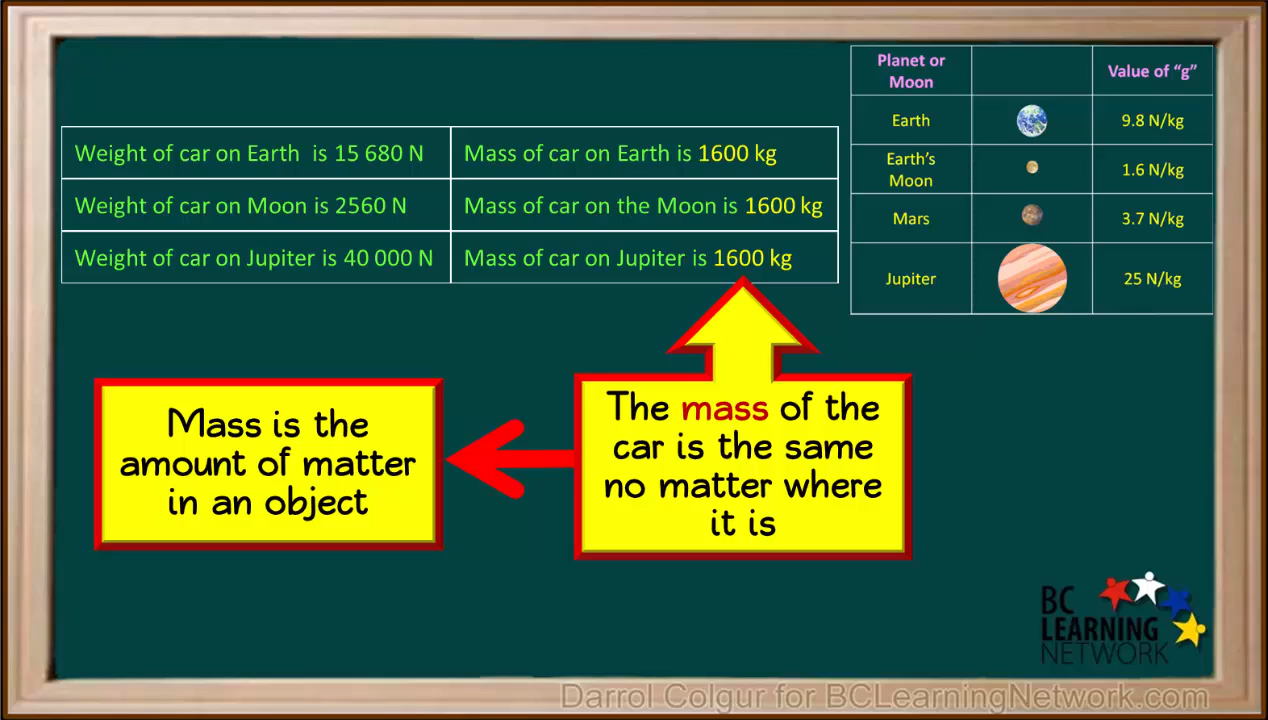 Weight of car on Earth is 15 680 N
Mass of car on Earth is 1600 kg
Weight of car on Moon is 2560 N
Mass of car on the Moon is 1600 kg
Weight of car on Jupiter is 40 000 N
Mass of car on Jupiter is 1600 kg
Planet or
Moon
Value of “g”
Earth
9.8 N/kg
Earth’s
Moon
1.6 N/kg
Mars
3.7 N/kg
Jupiter
25 N/kg
Mass is the
amount of matter
in an object
The mass of the
car is the same
no matter where
it is
BC
LEARNING
NETWORK
Darrol Colgur for BCLearningNetwork.com